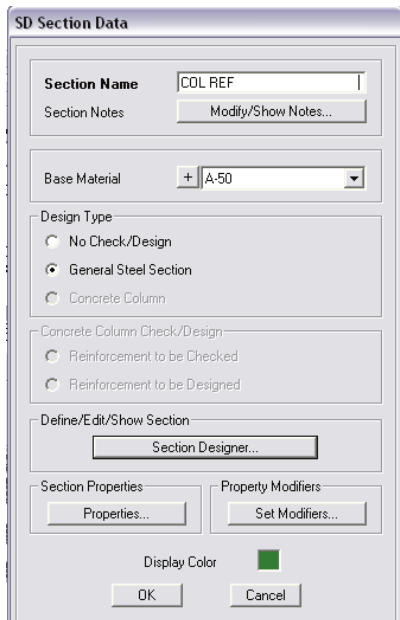 SD Section Data
Section Name COL REF
Section Notes Modify/Show Notes...
Base Material + A-50
Design Type
No Check/Design
General Steel Section
Concrete Column
Concrete Column Check/Design
Reinforcement to be Checked
Reinforcement to be Designed
Define/Edit/Show Section
Section Designer...
Section Properties Property Modifiers
Properties... Set Modifiers...
Display Color
OK Cancel